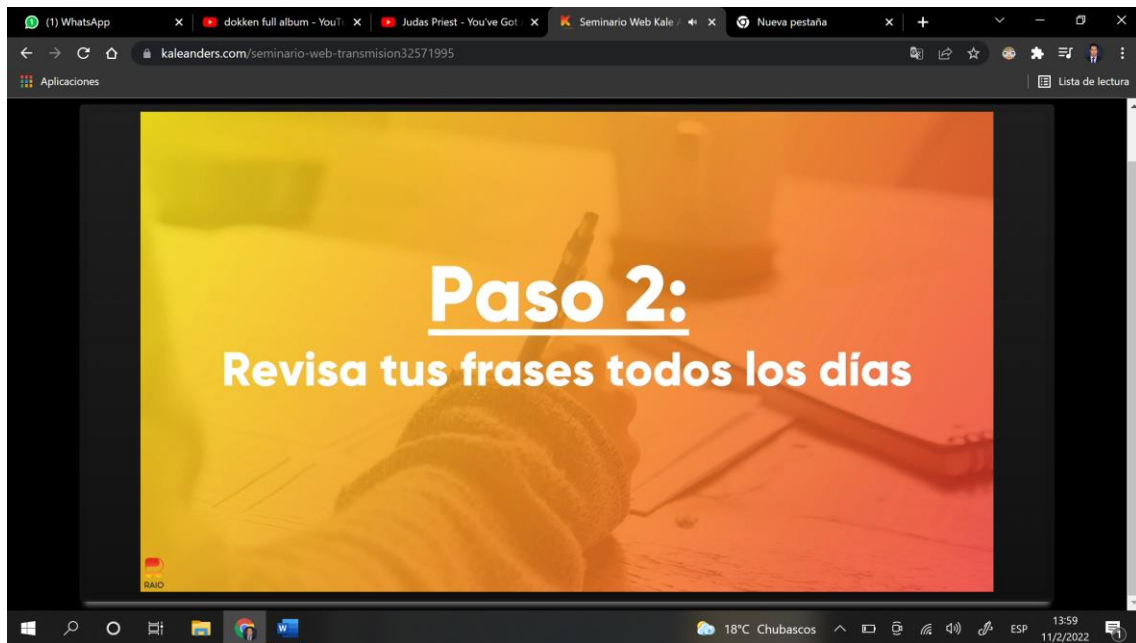 (1) WhatsApp
dokken full album - YouT
Judas Priest - You've Got
Seminario Web Kale
Nueva pestaña
kaleanders.com/seminario-web-transmision32571995
Aplicaciones
Lista de lectura
Paso 2:
Revisa tus frases todos los días
RAIO
18°C Chubascos
ESP
13:59
11/2/2022
1